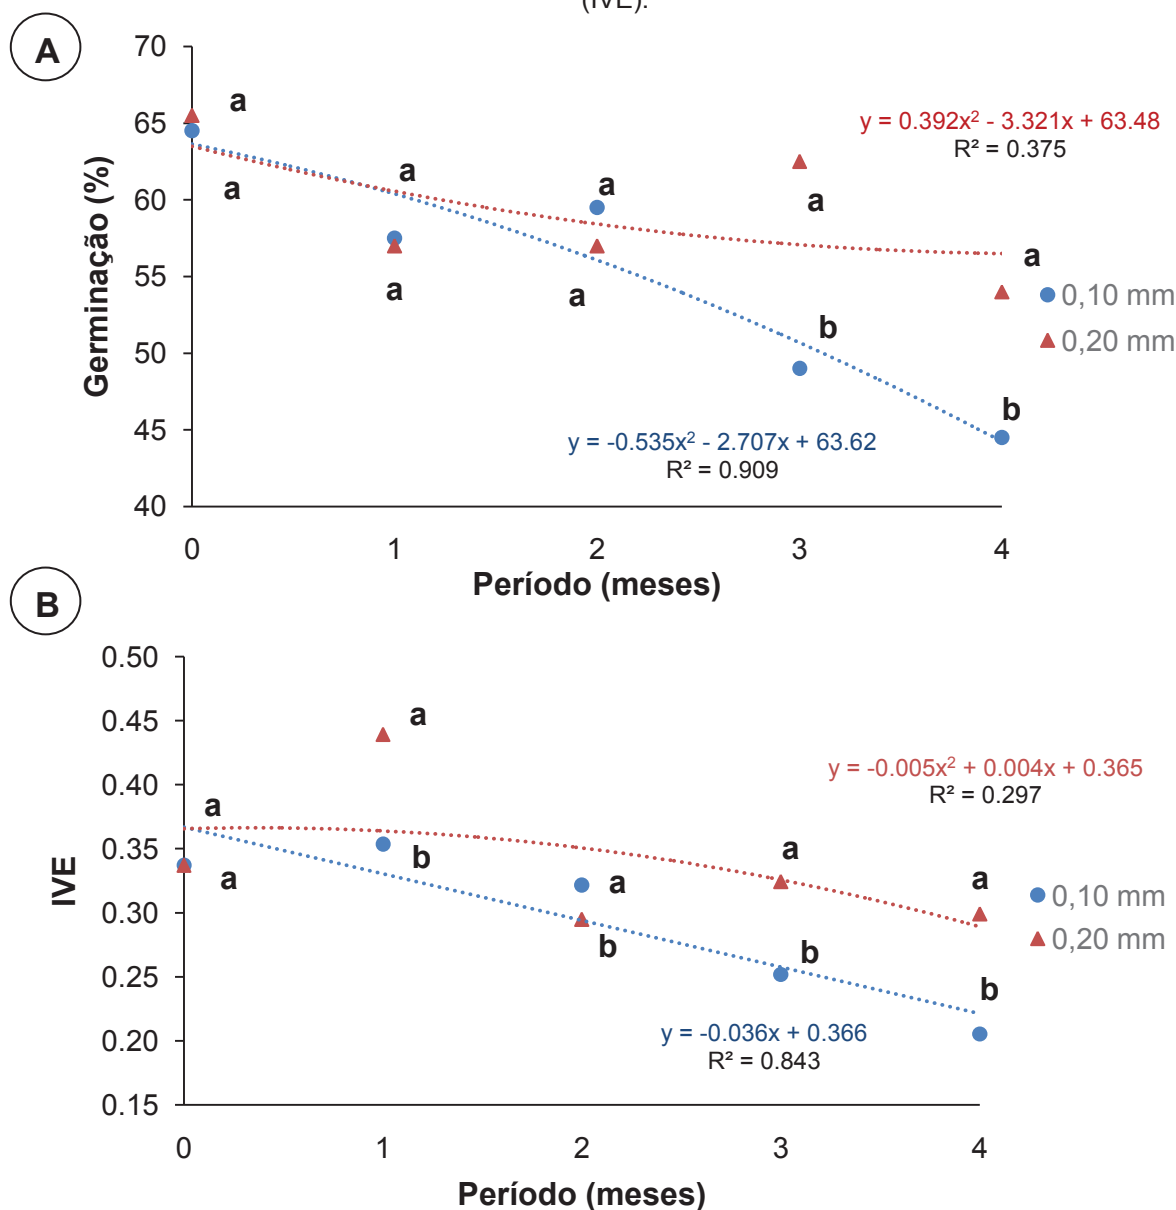 (IVE).
A
70
65
60
55
50
45
40
Germinação (%)
a
a
a
a
a
a
a
b
a
b
y = 0.392x² - 3.321x + 63.48
R² = 0.375
y = -0.535x² - 2.707x + 63.62
R² = 0.909
0,10 mm
0,20 mm
0 1 2 3 4
Período (meses)
B
0.50
0.45
0.40
0.35
0.30
0.25
0.20
0.15
IVE
a
a
a
b
a
b
a
b
a
b
y = -0.005x² + 0.004x + 0.365
R² = 0.297
y = -0.036x + 0.366
R² = 0.843
0,10 mm
0,20 mm
0 1 2 3 4
Período (meses)